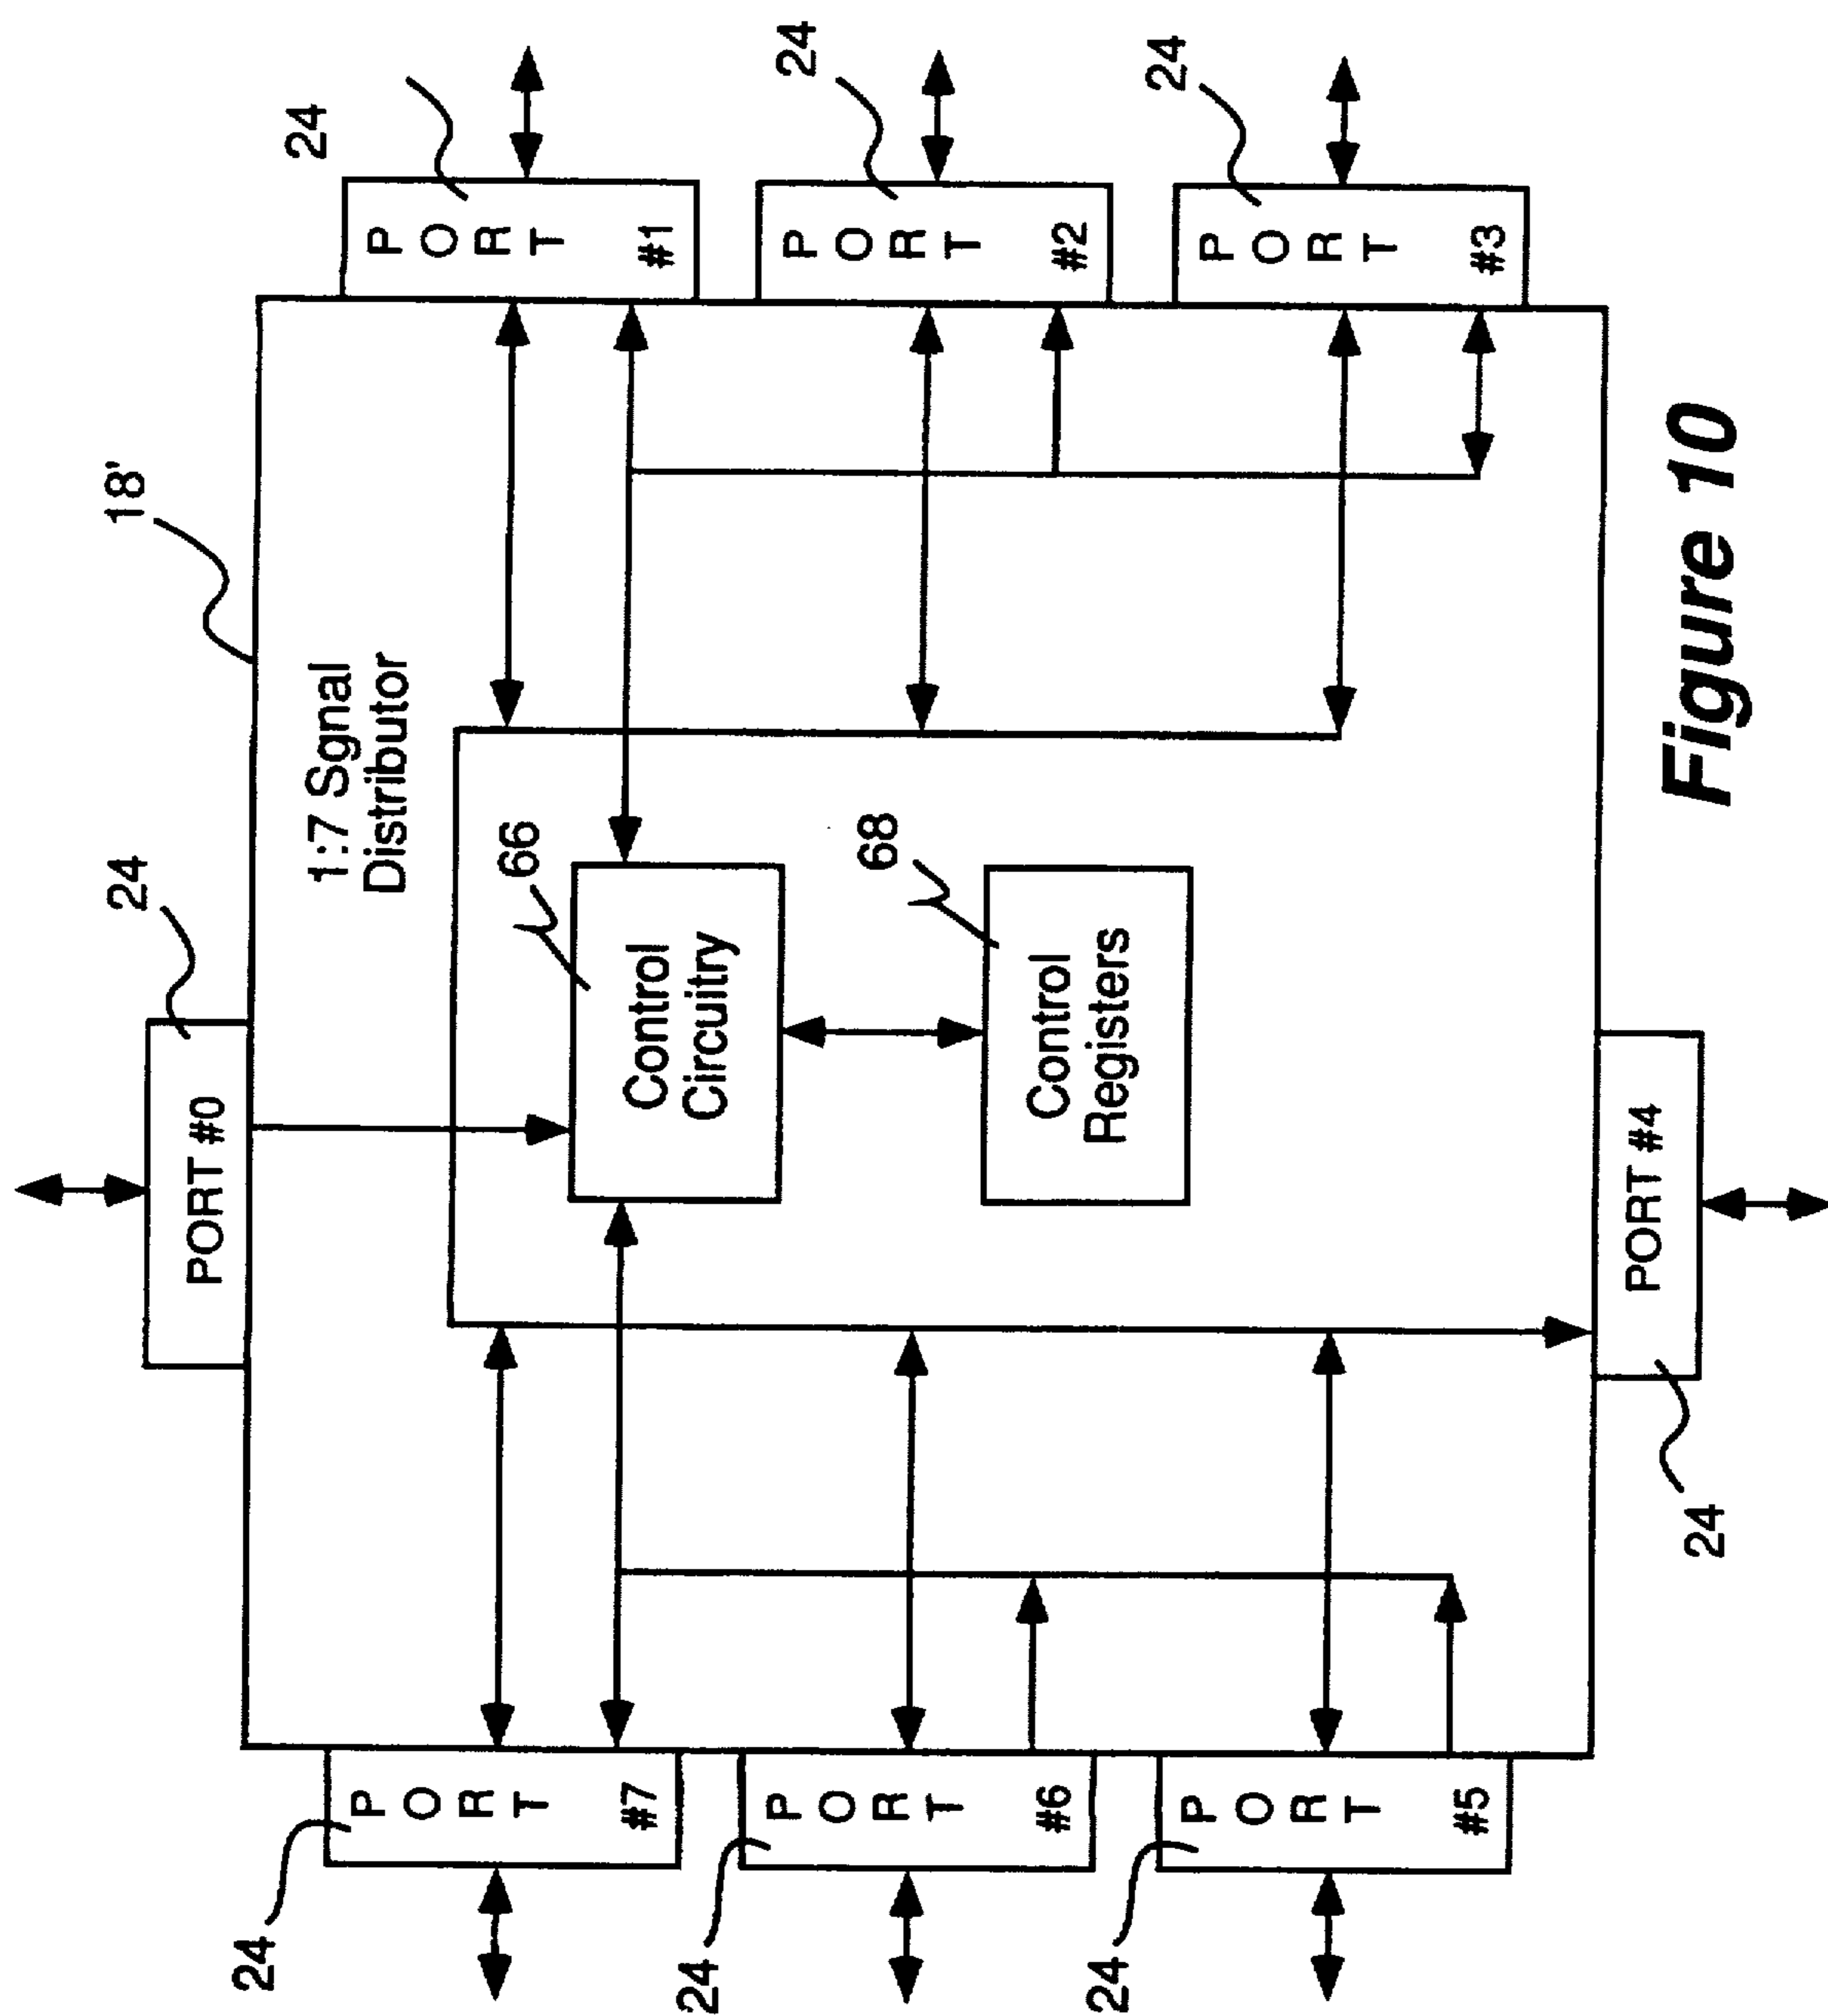 24
18'
PORT #0
24
24
1:7 Sgnal
Distributor
P
O
R
T
#7
P
O
R
T
#1
66
Control
Circuitry
24
24
P
O
R
T
#6
P
O
R
T
#2
68
Control
Registers
24
24
P
O
R
T
#5
P
O
R
T
#3
PORT #4
24
Figure 10